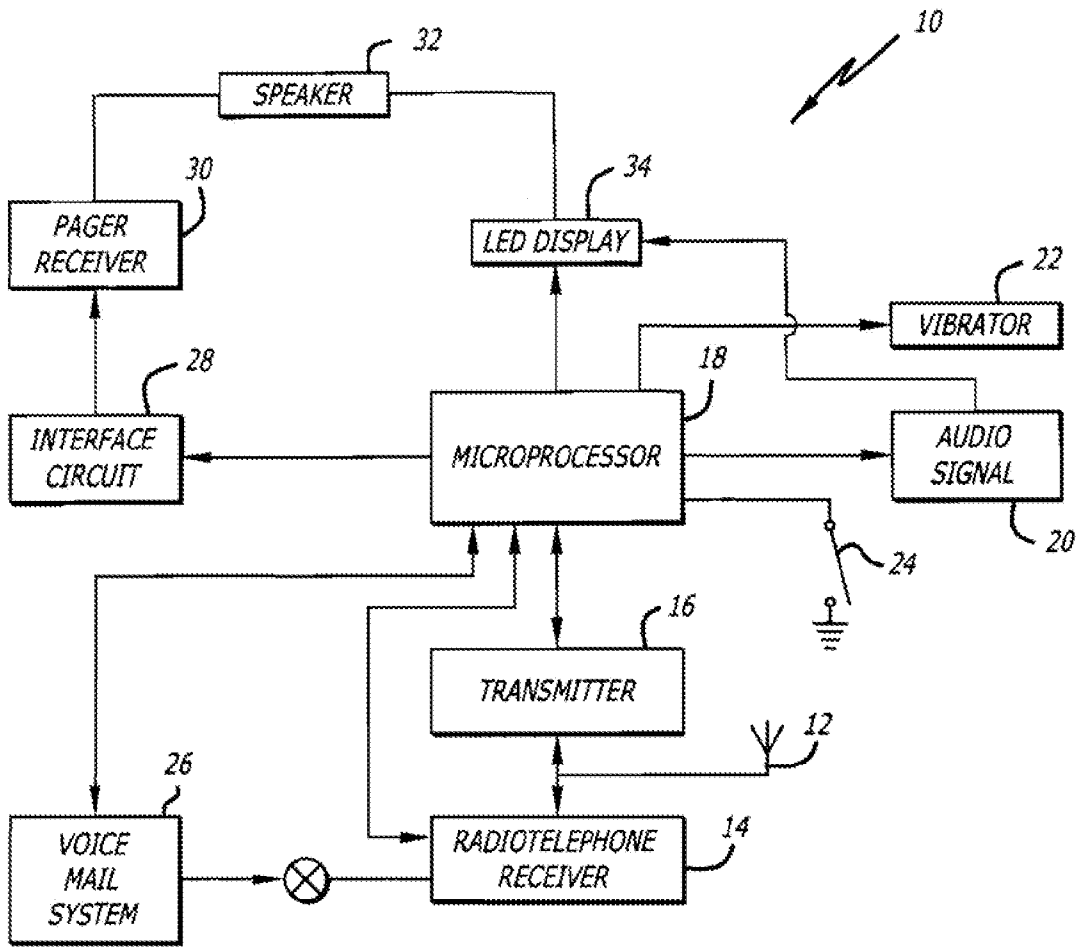 10
32
SPEAKER
30
34
PAGER
RECEIVER
LED DISPLAY
22
VIBRATOR
28
18
INTERFACE
CIRCUIT
MICROPROCESSOR
AUDIO
SIGNAL
20
24
16
TRANSMITTER
12
26
VOICE
MAIL
SYSTEM
14
RADIOTELEPHONE
RECEIVER